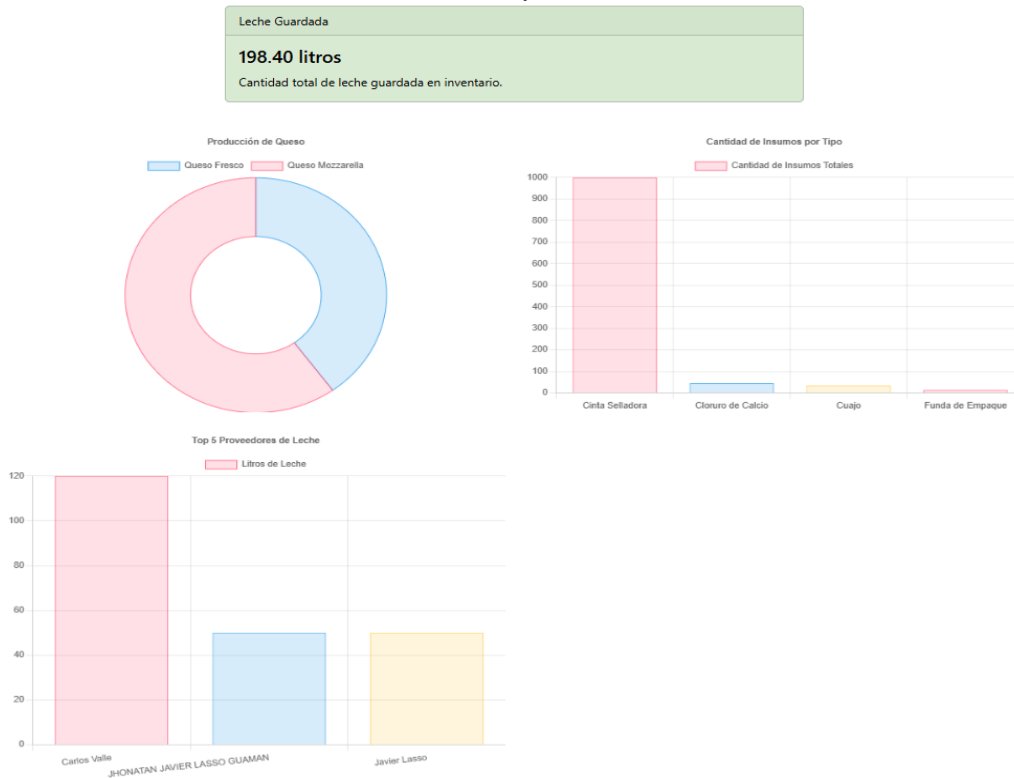 Leche Guardada
198.40 litros
Cantidad total de leche guardada en inventario.
Producción de Queso
Queso Fresco Queso Mozzarella
Cantidad de Insumos por Tipo
Cantidad de Insumos Totales
1000
900
800
700
600
500
400
300
200
100
0
Cinta Selladora Cloruro de Calcio Cuajo Funda de Empaque
Top 5 Proveedores de Leche
Litros de Leche
120
100
80
60
40
20
0
Carlos Valle JHONATAN JAVIER LASSO GUAMAN Javier Lasso